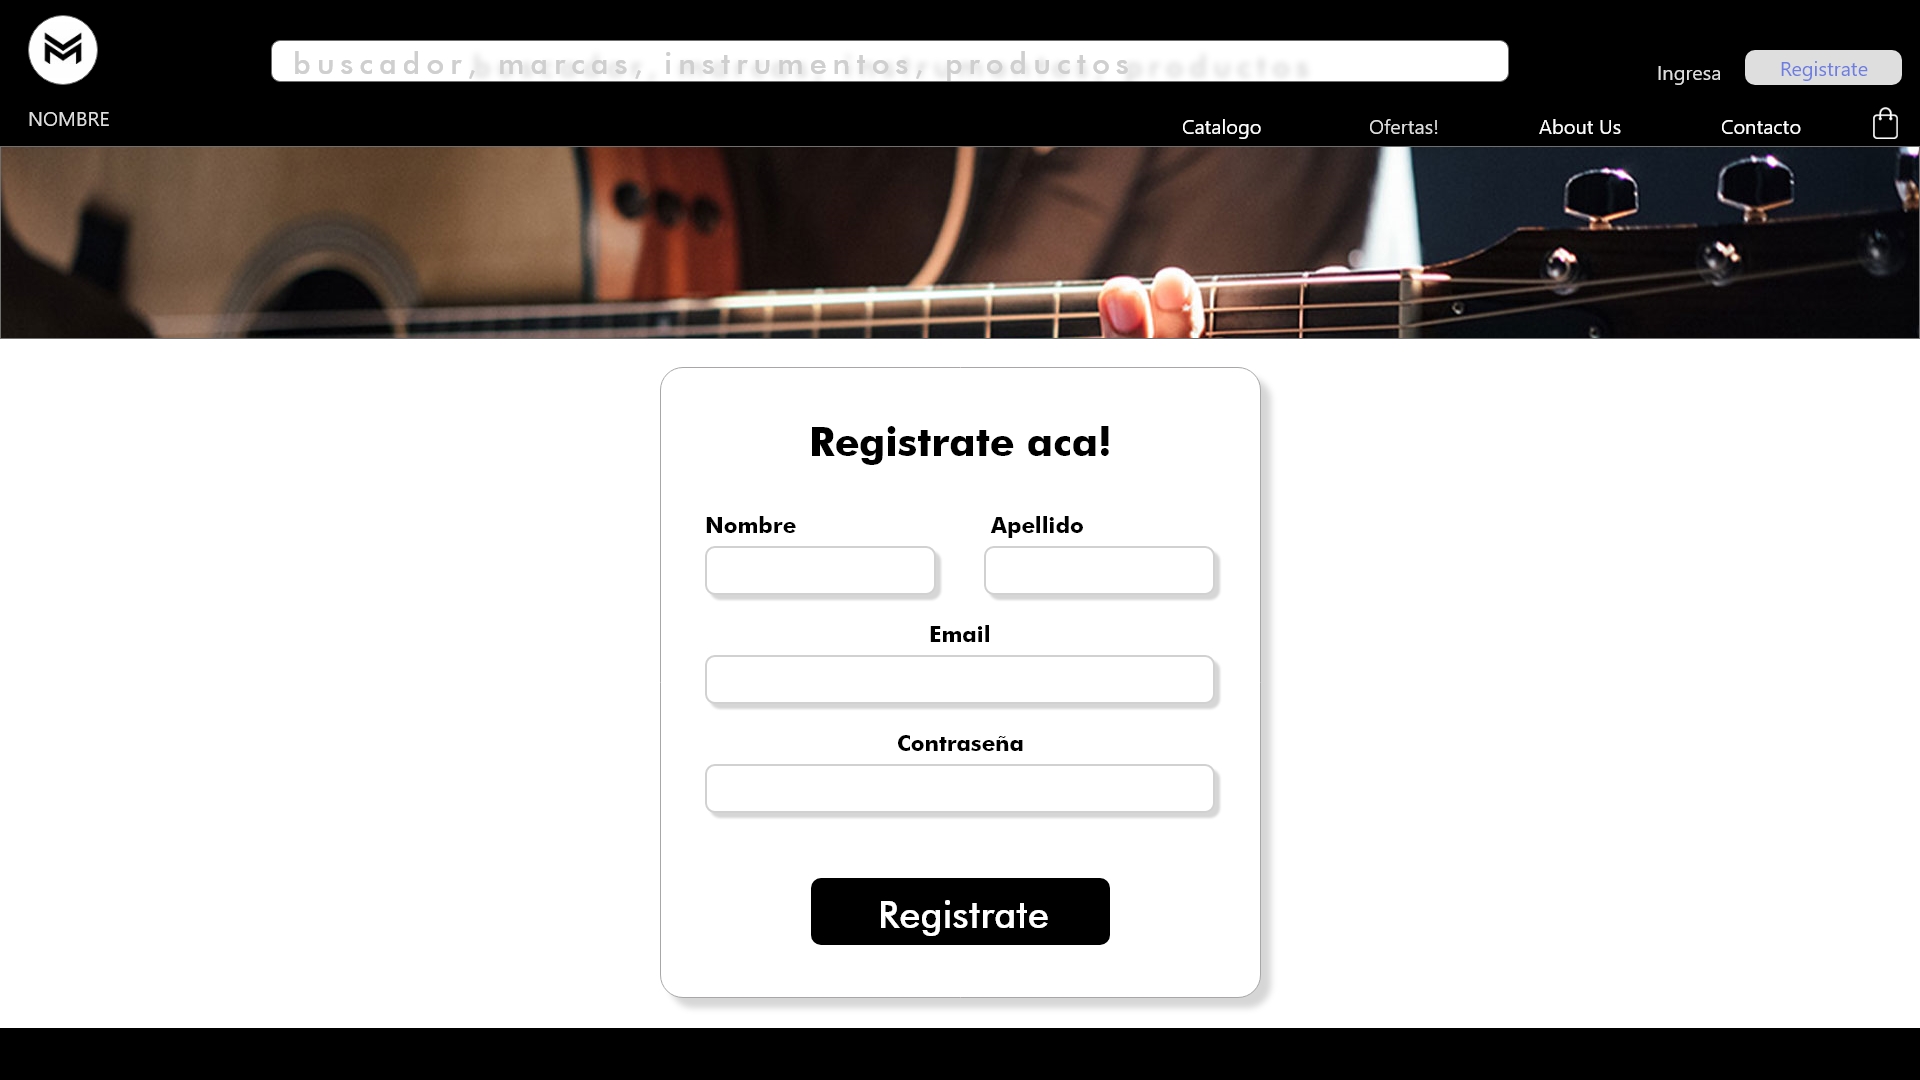 buscador, marcas, instrumentos, productos
Ingresa
Registrate
NOMBRE
Catalogo
Ofertas!
About Us
Contacto
Registrate aca!
Nombre
Apellido
Email
Contraseña
Registrate